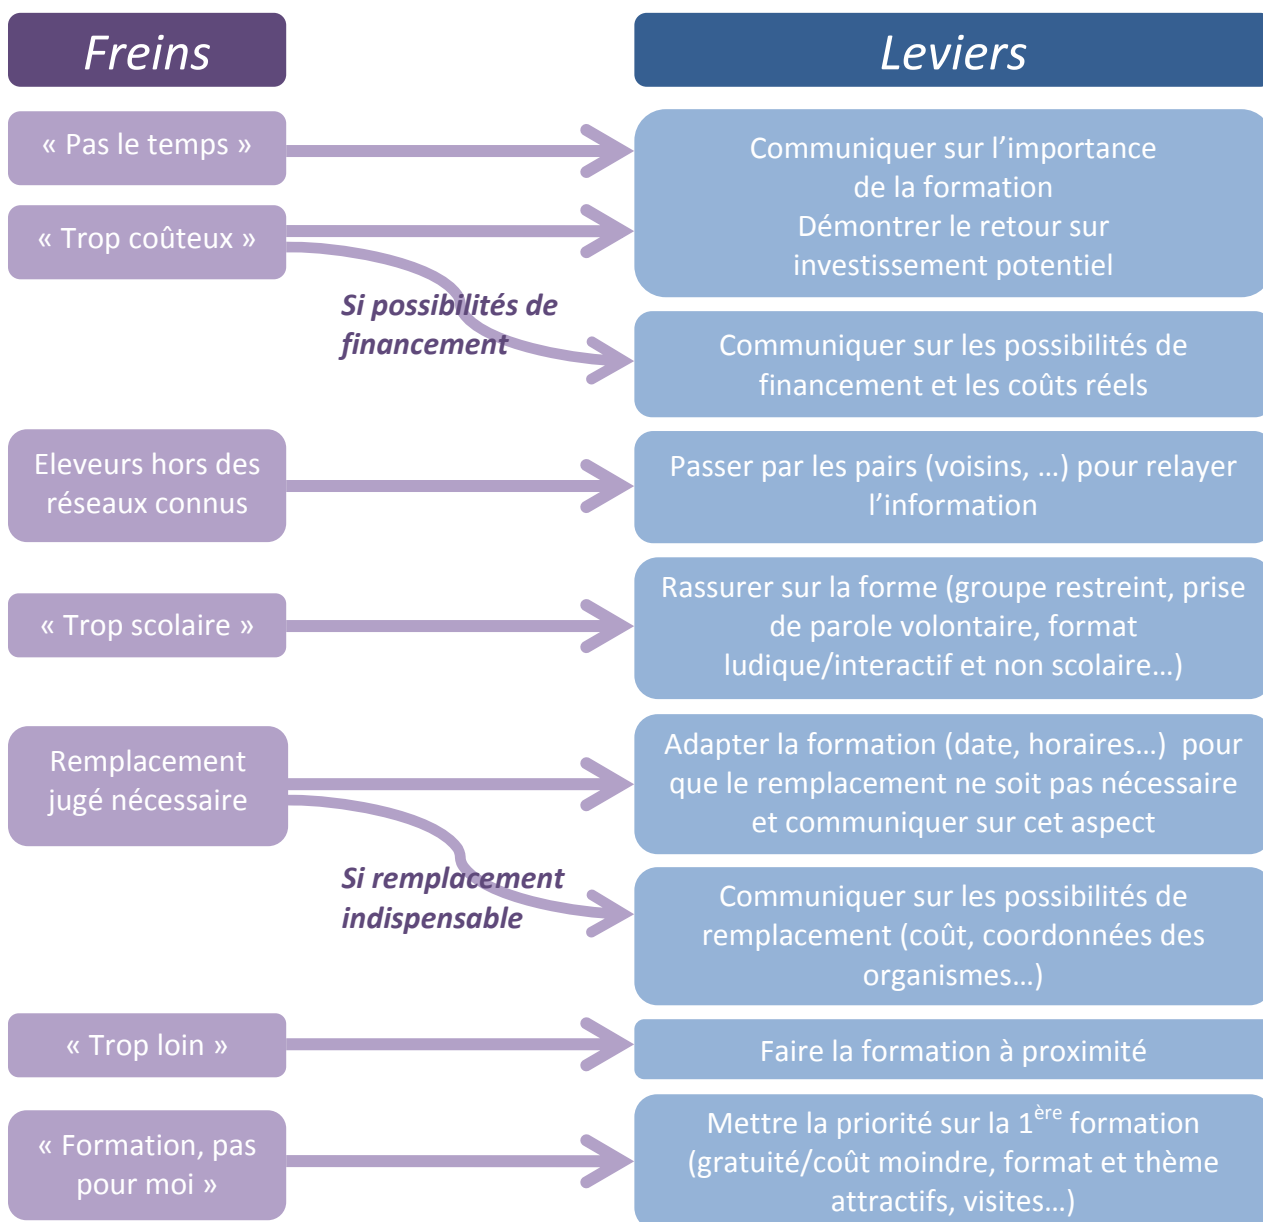 Freins
Leviers
« Pas le temps »
Communiquer sur l’importance
de la formation
Démontrer le retour sur
investissement potentiel
« Trop coûteux »
Si possibilités de
financement
Communiquer sur les possibilités de
financement et les coûts réels
Eleveurs hors des
réseaux connus
Passer par les pairs (voisins, …) pour relayer
l’information
« Trop scolaire »
Rassurer sur la forme (groupe restreint, prise
de parole volontaire, format
ludique/interactif et non scolaire…)
Remplacement
jugé nécessaire
Adapter la formation (date, horaires…) pour
que le remplacement ne soit pas nécessaire
et communiquer sur cet aspect
Si remplacement
indispensable
Communiquer sur les possibilités de
remplacement (coût, coordonnées des
organismes…)
« Trop loin »
Faire la formation à proximité
« Formation, pas
pour moi »
Mettre la priorité sur la 1ère formation
(gratuité/coût moindre, format et thème
attractifs, visites…)